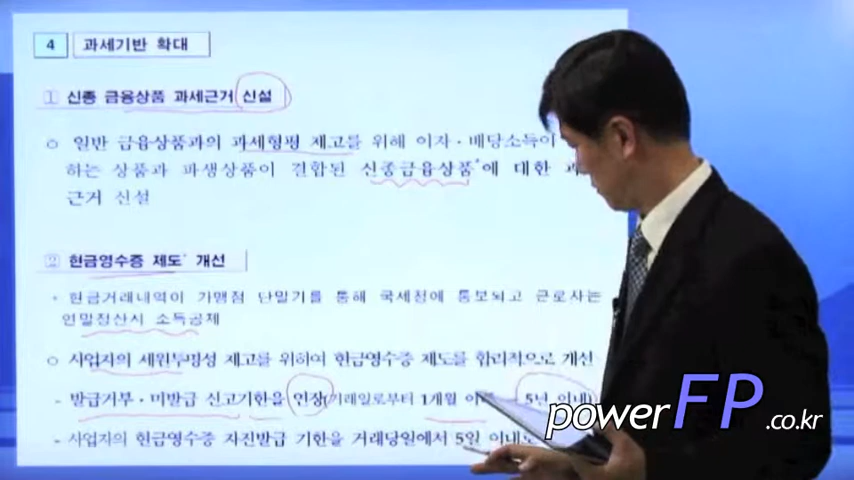 4 과세기반 확대
① 신종 금융상품 과세근거 신설
○ 일반 금융상품과의 과세형평 제고를 위해 이자·배당소득이
하는 상품과 파생상품이 결합된 신종금융상품*에 대한 과
근거 신설
② 현금영수증 제도* 개선
* 현금거래내역이 가맹점 단말기를 통해 국세청에 통보되고 근로자는
연말정산시 소득공제
○ 사업자의 세원투명성 제고를 위하여 현금영수증 제도를 합리적으로 개선
- 발급거부·미발급 신고기한을 연장(거래일로부터 1개월 이 5년 이내)
- 사업자의 현금영수증 자진발급 기한을 거래당일에서 5일 이내로
powerFP.co.kr